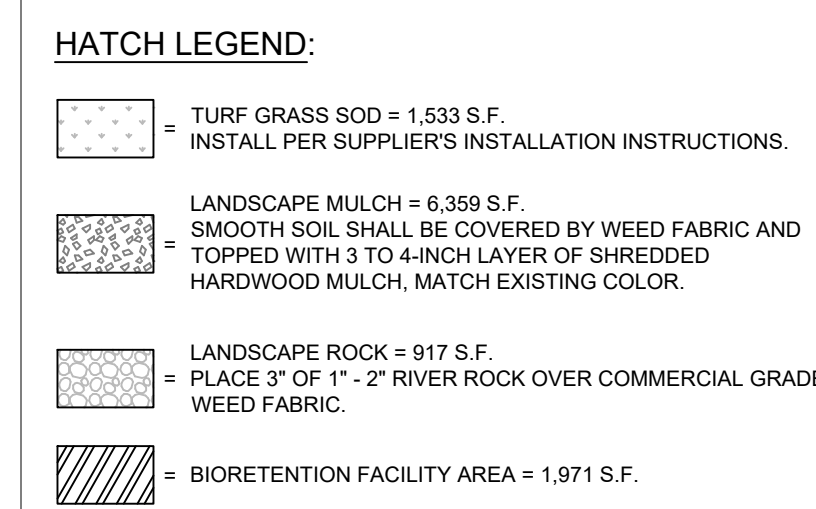 HATCH LEGEND:
= TURF GRASS SOD = 1,533 S.F.
INSTALL PER SUPPLIER'S INSTALLATION INSTRUCTIONS.
LANDSCAPE MULCH = 6,359 S.F.
= SMOOTH SOIL SHALL BE COVERED BY WEED FABRIC AND
TOPPED WITH 3 TO 4-INCH LAYER OF SHREDDED
HARDWOOD MULCH, MATCH EXISTING COLOR.
LANDSCAPE ROCK = 917 S.F.
= PLACE 3" OF 1" - 2" RIVER ROCK OVER COMMERCIAL GRADE
WEED FABRIC.
= BIORETENTION FACILITY AREA = 1,971 S.F.